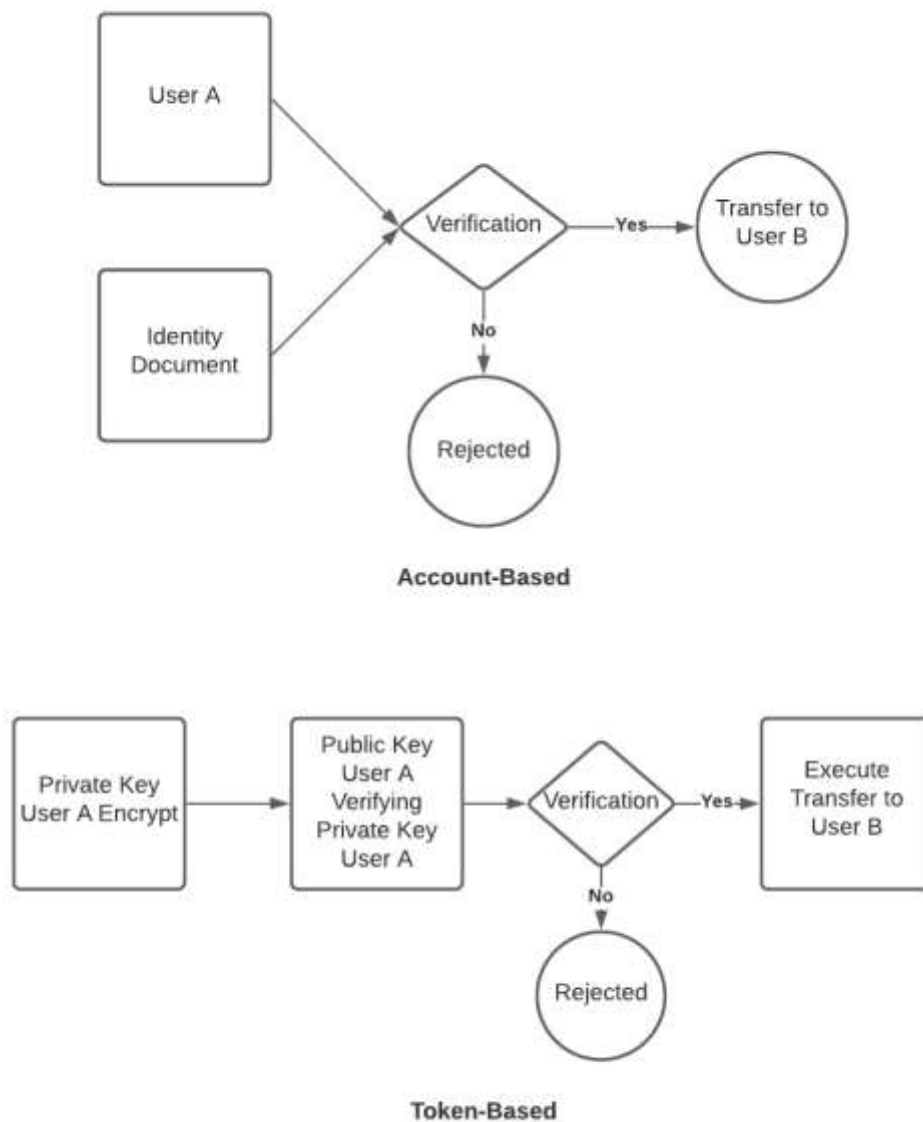 User A
Identity
Document
Verification
Yes
Transfer to
User B
No
Rejected
Account-Based
Private Key
User A Encrypt
Public Key
User A
Verifying
Private Key
User A
Verification
Yes
Execute
Transfer to
User B
No
Rejected
Token-Based